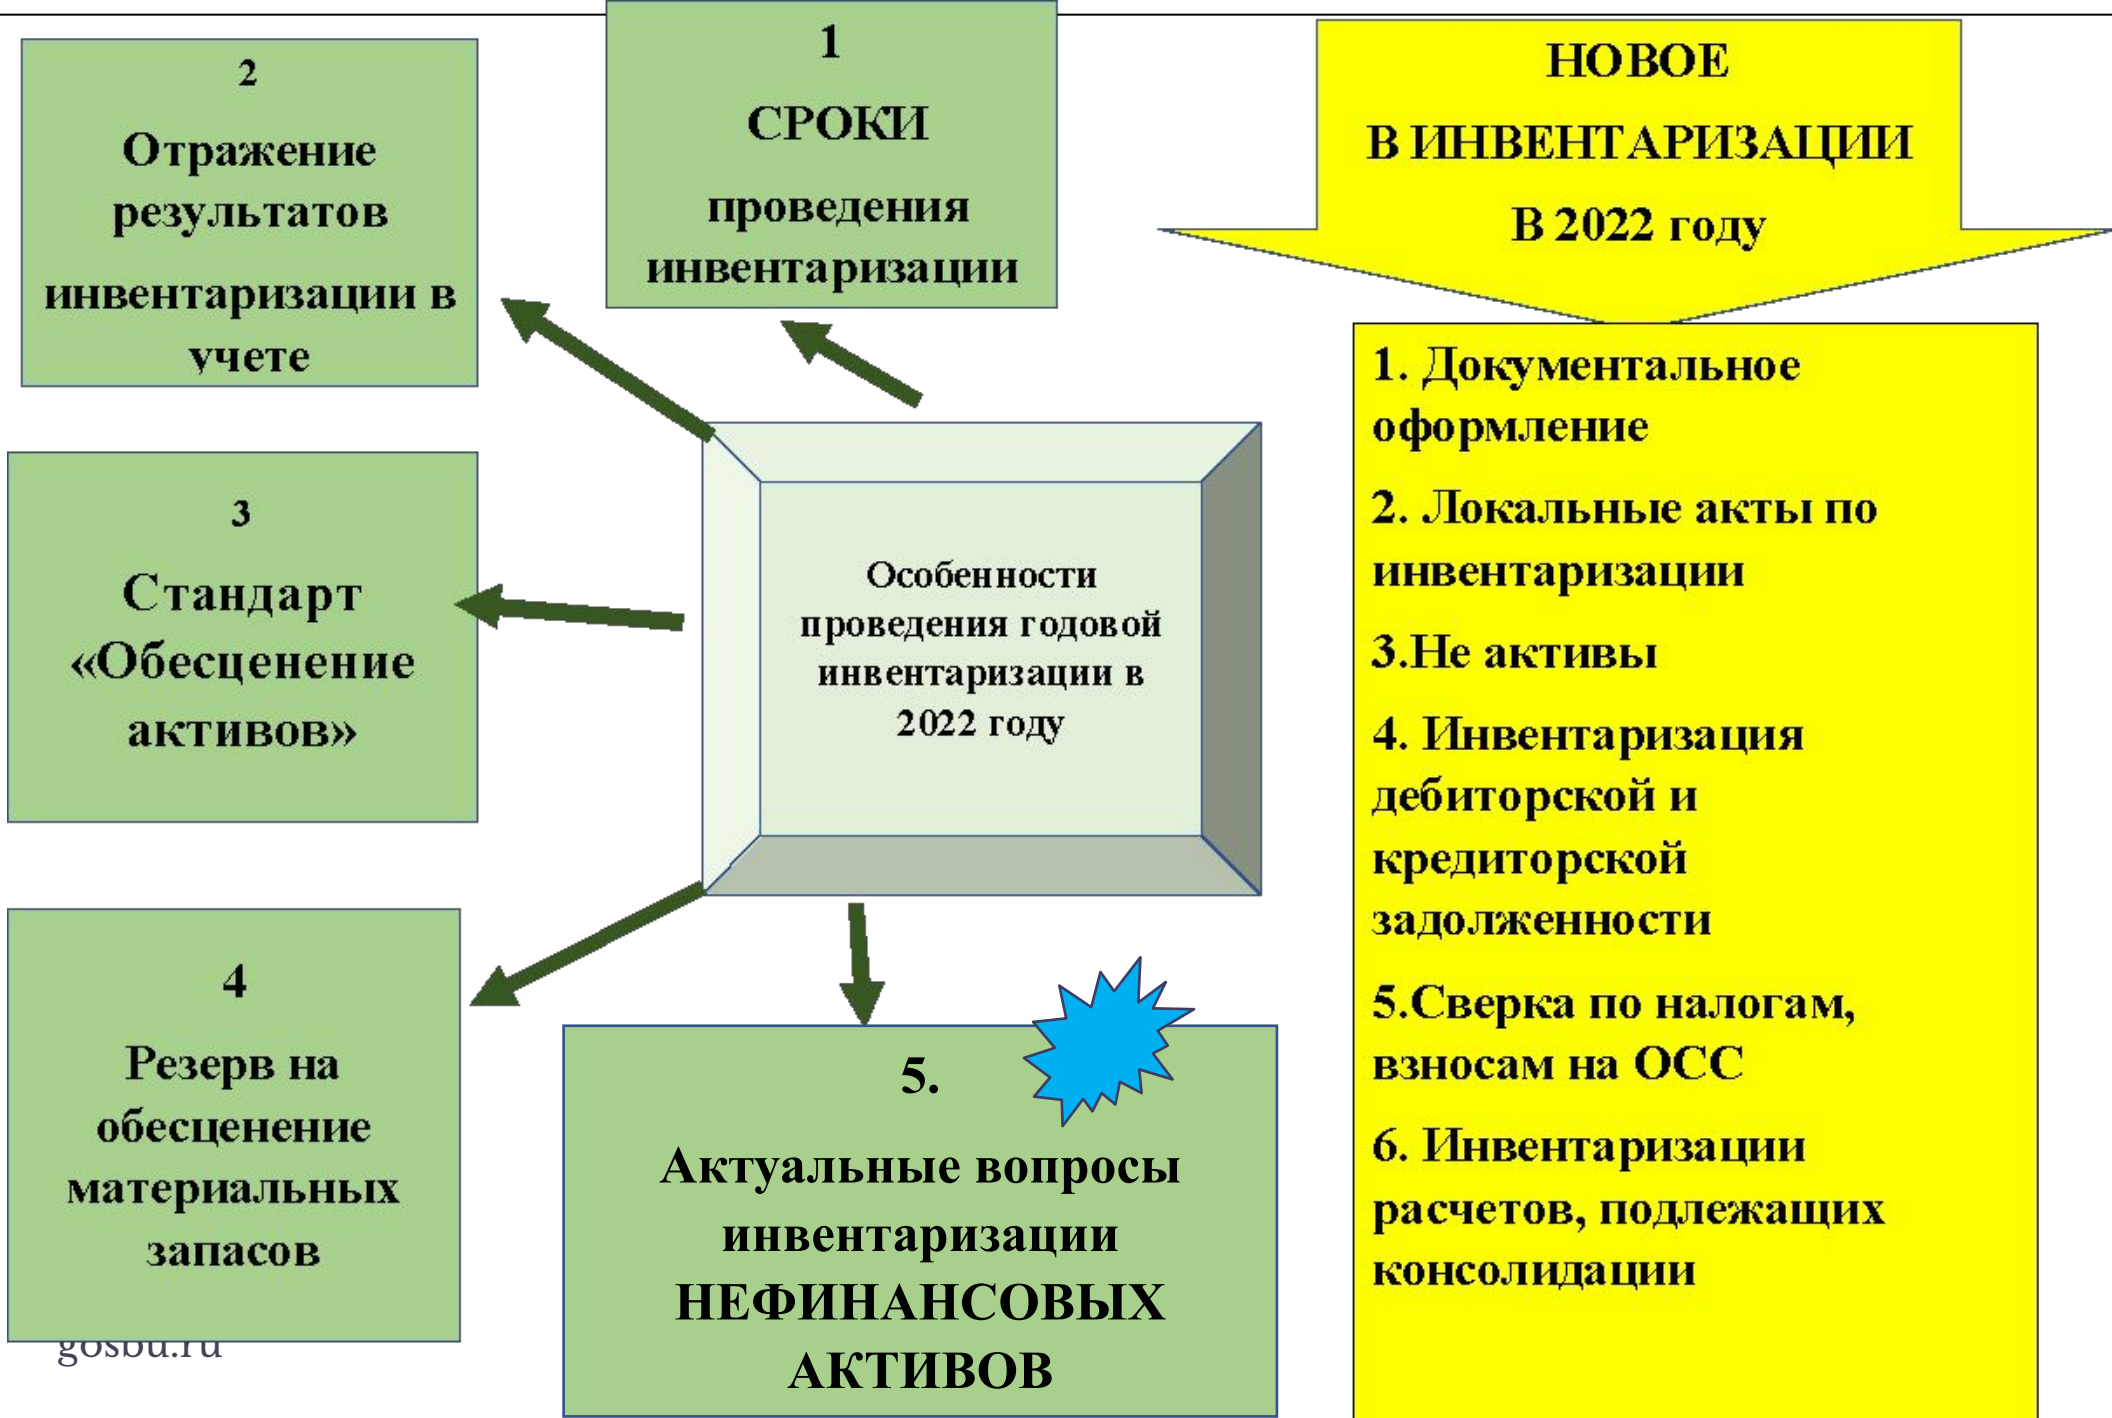 1
СРОКИ
проведения
инвентаризации
2
Отражение
результатов
инвентаризации в
учете
3
Стандарт
«Обесценение
активов»
4
Резерв на
обесценение
материальных
запасов
5.
Актуальные вопросы
инвентаризации
НЕФИНАНСОВЫХ
АКТИВОВ
Особенности
проведения годовой
инвентаризации в
2022 году
НОВОЕ
В ИНВЕНТАРИЗАЦИИ
В 2022 году
1. Документальное
оформление
2. Локальные акты по
инвентаризации
3.Не активы
4. Инвентаризация
дебиторской и
кредиторской
задолженности
5.Сверка по налогам,
взносам на ОСС
6. Инвентаризации
расчетов, подлежащих
консолидации
gosbu.ru